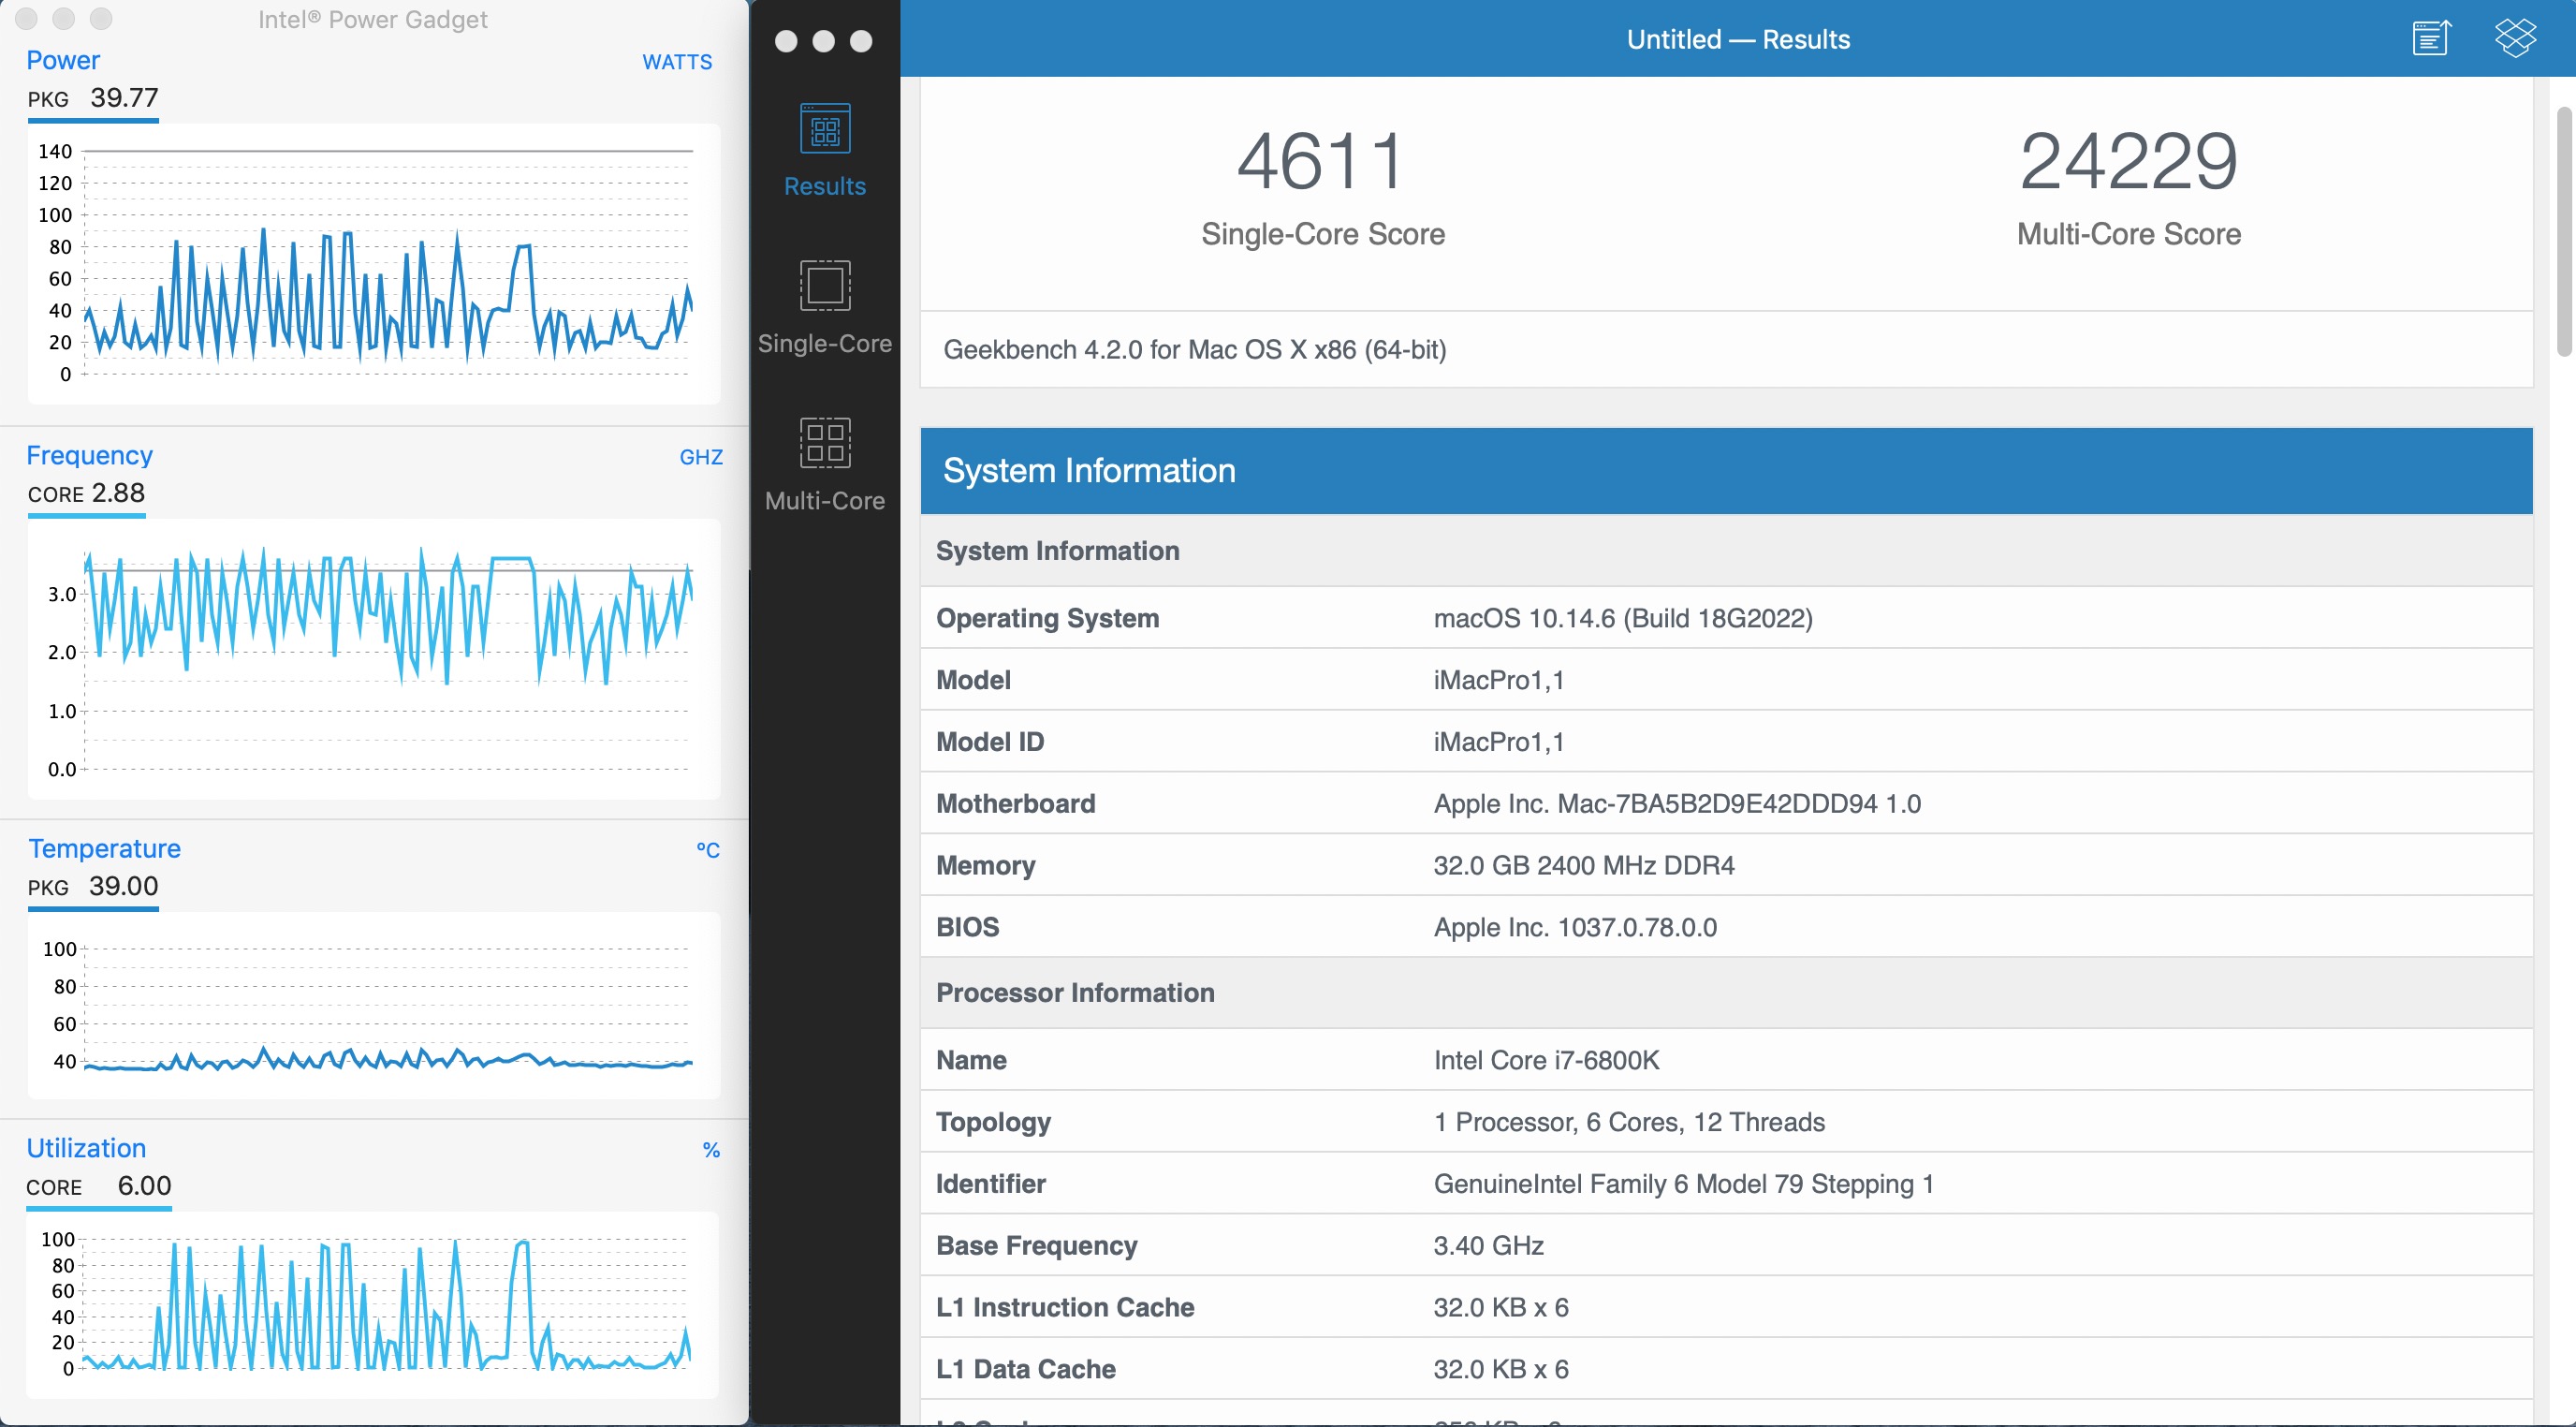 Intel® Power Gadget
Power WATTS
PKG 39.77
140
120
100
80
60
40
20
0
Frequency GHZ
CORE 2.88
3.0
2.0
1.0
0.0
Temperature °C
PKG 39.00
100
80
60
40
Utilization %
CORE 6.00
100
80
60
40
20
0
Results
Single-Core
Multi-Core
Untitled — Results
4611 24229
Single-Core Score Multi-Core Score
Geekbench 4.2.0 for Mac OS X x86 (64-bit)
System Information
System Information
Operating System macOS 10.14.6 (Build 18G2022)
Model iMacPro1,1
Model ID iMacPro1,1
Motherboard Apple Inc. Mac-7BA5B2D9E42DDD94 1.0
Memory 32.0 GB 2400 MHz DDR4
BIOS Apple Inc. 1037.0.78.0.0
Processor Information
Name Intel Core i7-6800K
Topology 1 Processor, 6 Cores, 12 Threads
Identifier GenuineIntel Family 6 Model 79 Stepping 1
Base Frequency 3.40 GHz
L1 Instruction Cache 32.0 KB x 6
L1 Data Cache 32.0 KB x 6